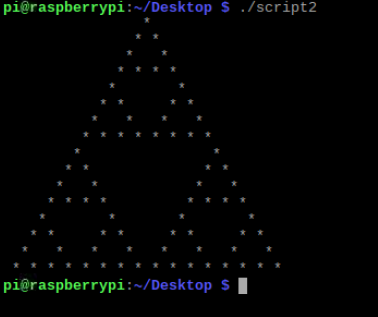 pi@raspberrypi:~/Desktop $ ./script2
               *
              * *
             *   *
            * * * *
           *       *
          * *     * *
         *   *   *   *
        * * * * * * * *
       *               *
      * *             * *
     *   *           *   *
    * * * *         * * * *
   *       *       *       *
  * *     * *     * *     * *
 *   *   *   *   *   *   *   *
* * * * * * * * * * * * * * * *
pi@raspberrypi:~/Desktop $